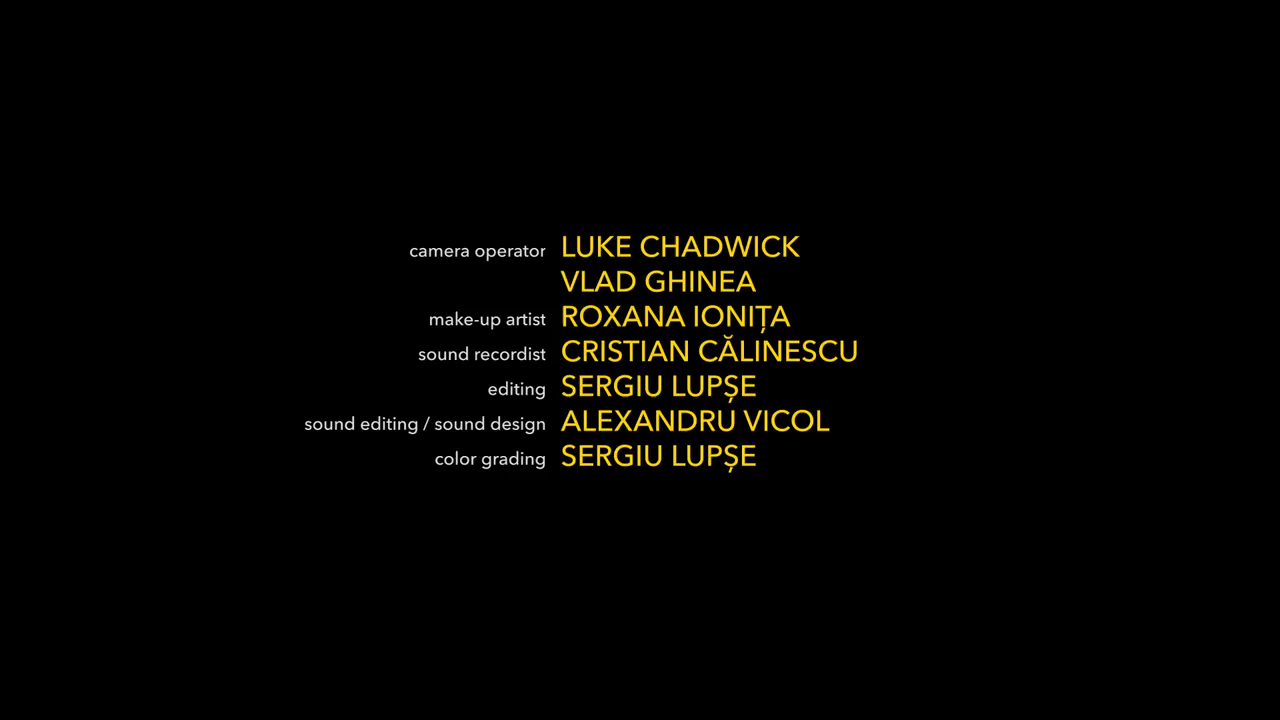 camera operator LUKE CHADWICK
VLAD GHINEA
make-up artist ROXANA IONIȚA
sound recordist CRISTIAN CĂLINESCU
editing SERGIU LUPȘE
sound editing / sound design ALEXANDRU VICOL
color grading SERGIU LUPȘE